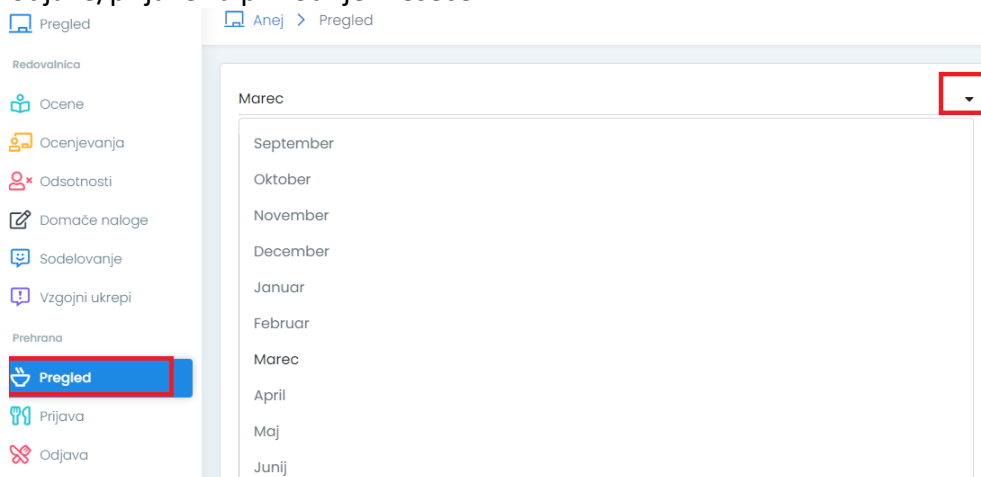 Pregled
Redovalnica
Ocene
Ocenjevanja
Odsotnosti
Domače naloge
Sodelovanje
Vzgojni ukrepi
Prehrana
Pregled
Prijava
Odjava
Anej > Pregled
Marec
September
Oktober
November
December
Januar
Februar
Marec
April
Maj
Junij